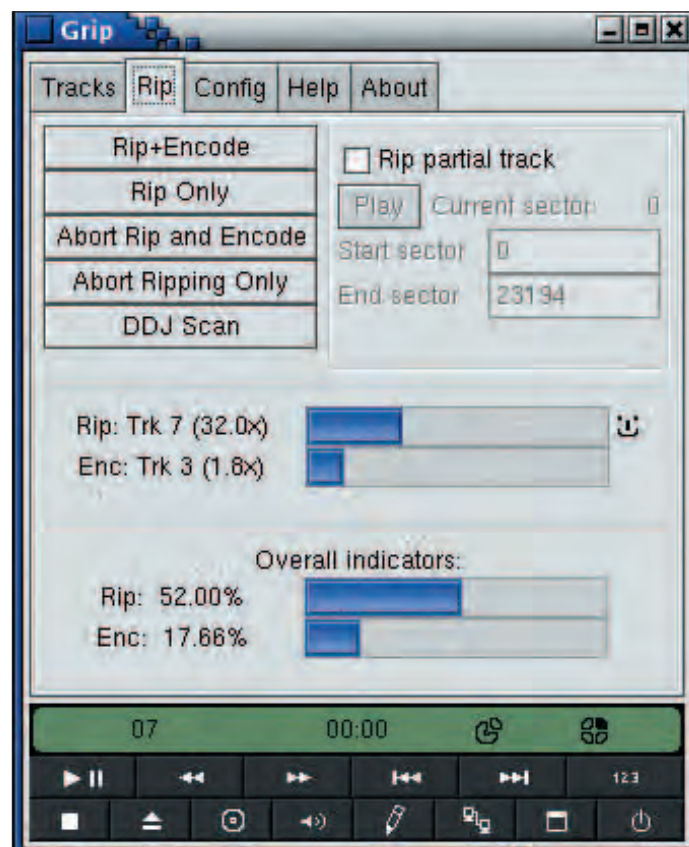 Grip
Tracks Rip Config Help About
Rip+Encode
Rip Only
Abort Rip and Encode
Abort Ripping Only
DDJ Scan
Rip partial track
Play Current sector: 0
Start sector 0
End sector 23194
Rip: Trk 7 (32.0x)
Enc: Trk 3 (1.8x)
Overall indicators:
Rip: 52.00%
Enc: 17.66%
07 00:00
123